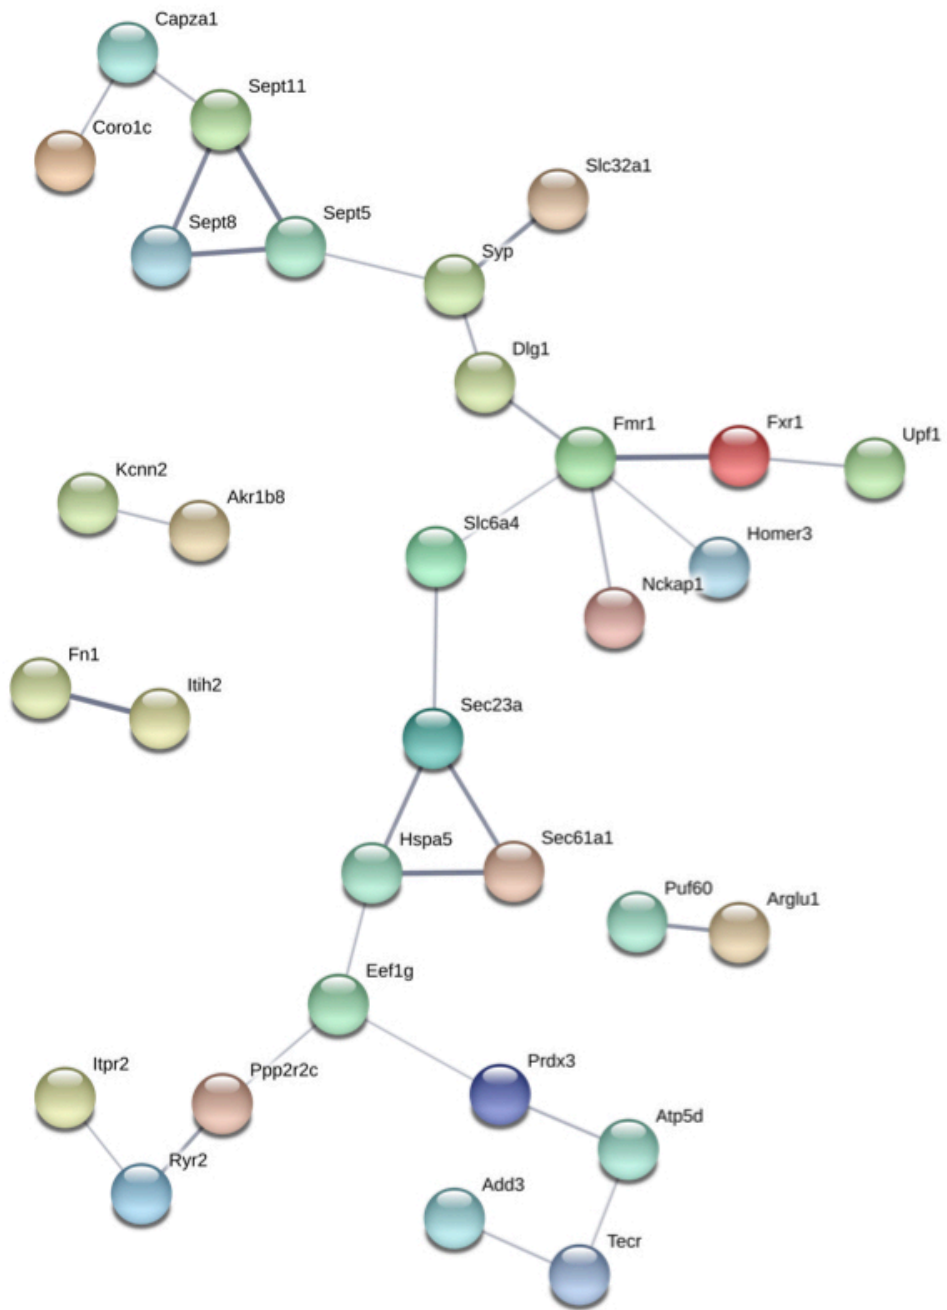 Capza1
Sept11
Coro1c
Slc32a1
Sept8
Sept5
Syp
Dlg1
Fmr1
Fxr1
Upf1
Kcnn2
Akr1b8
Slc6a4
Homer3
Nckap1
Fn1
Itih2
Sec23a
Hspa5
Sec61a1
Puf60
Arglu1
Eef1g
Itpr2
Ppp2r2c
Prdx3
Atp5d
Ryr2
Add3
Tecr